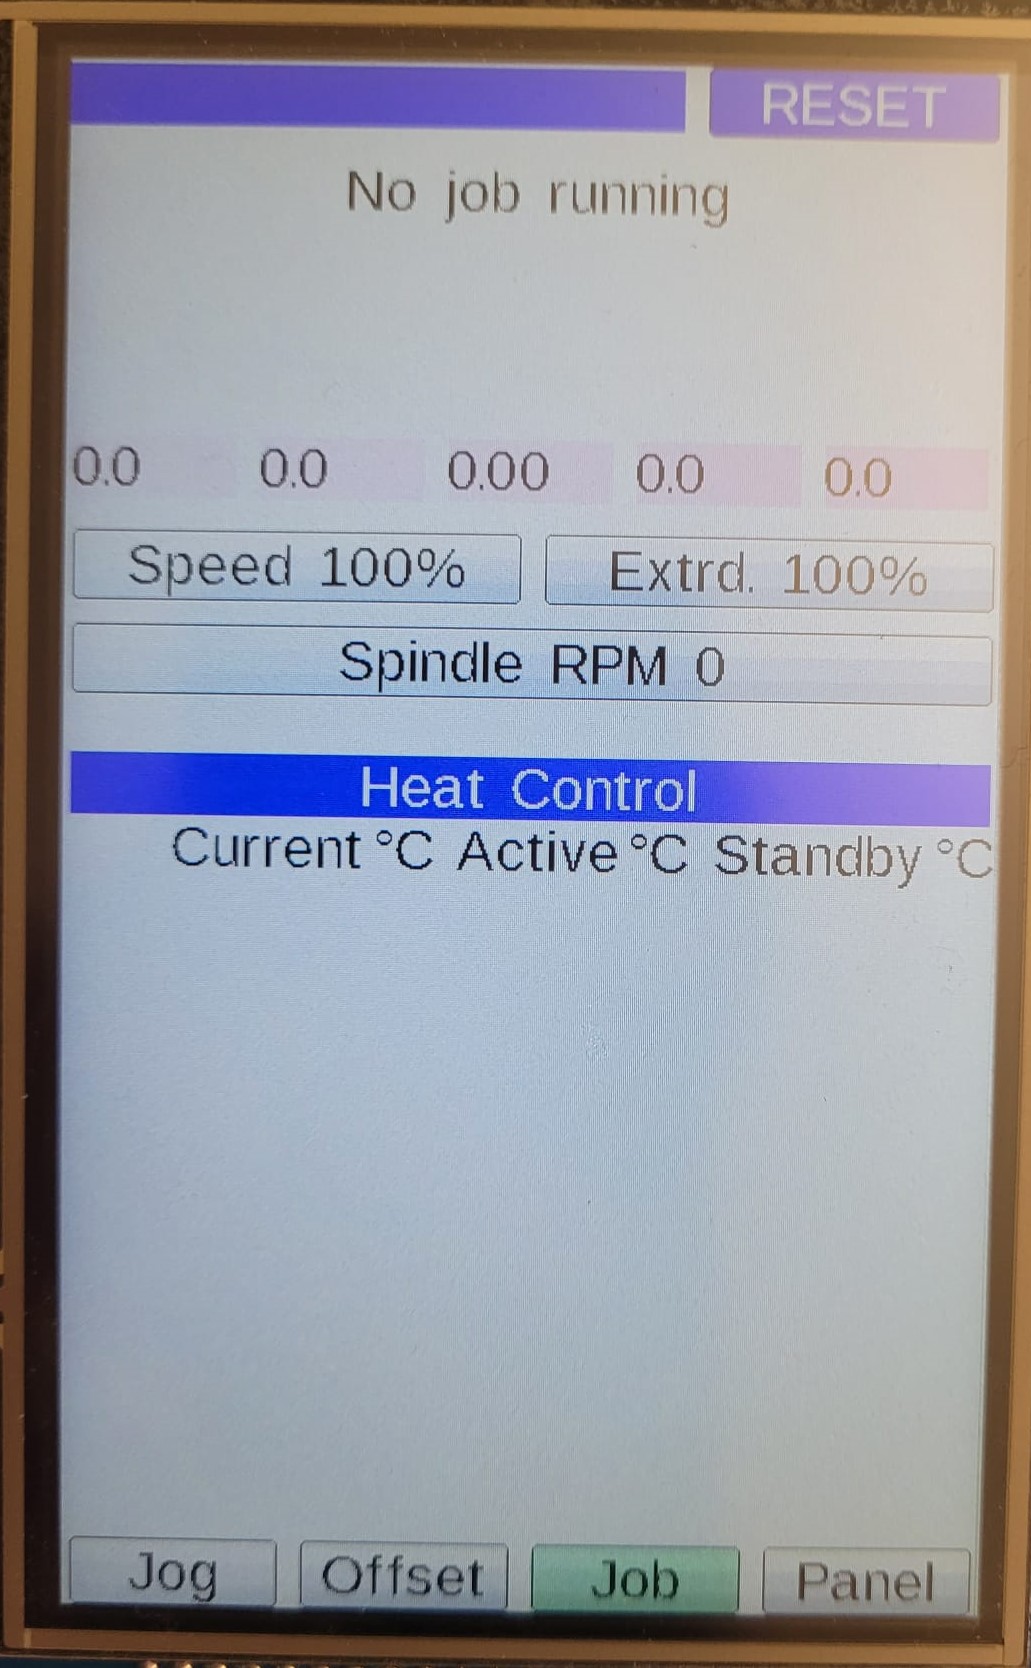 RESET
No job running
0.0 0.0 0.00 0.0 0.0
Speed 100% Extrd. 100%
Spindle RPM 0
Heat Control
Current °C Active °C Standby °C
Jog Offset Job Panel